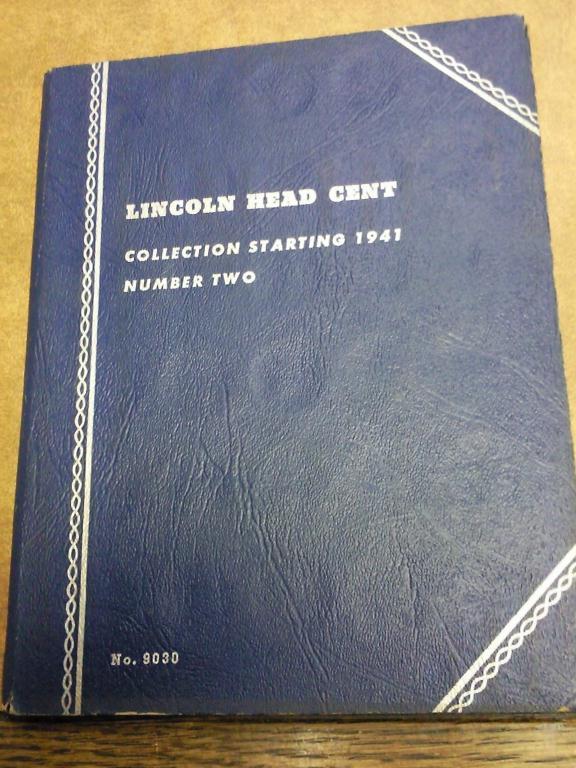 LINCOLN HEAD CENT
COLLECTION STARTING 1941
NUMBER TWO
No. 9030